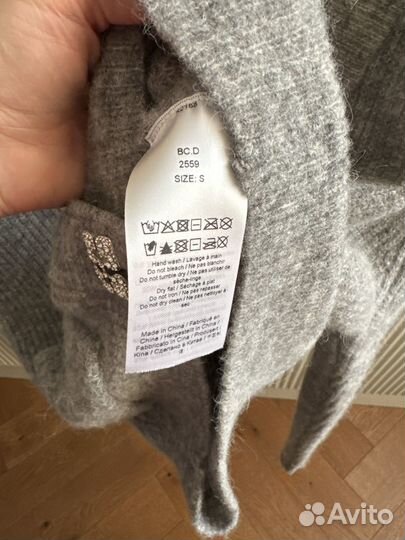 BC.D
2559
SIZE: S
Hand wash / Lavage à main
Do not bleach / Ne pas blanchir
Do not tumble dry / Ne pas utiliser de
sèche-linge
Dry flat / Séchage à plat
Do not iron / Ne pas repasser
Do not dry clean / Ne pas nettoyer à
sec
Made in China / Fabriqué en
Chine / Hergestellt in China /
Fabbricato in Cina / Fabricado en
Avito